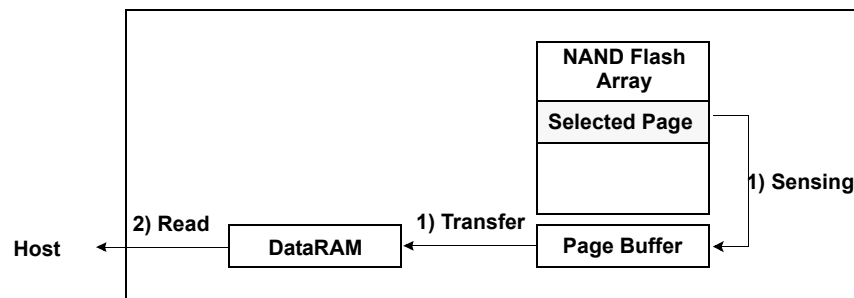 NAND Flash
Array
Selected Page
1) Sensing
2) Read
1) Transfer
Host
DataRAM
Page Buffer